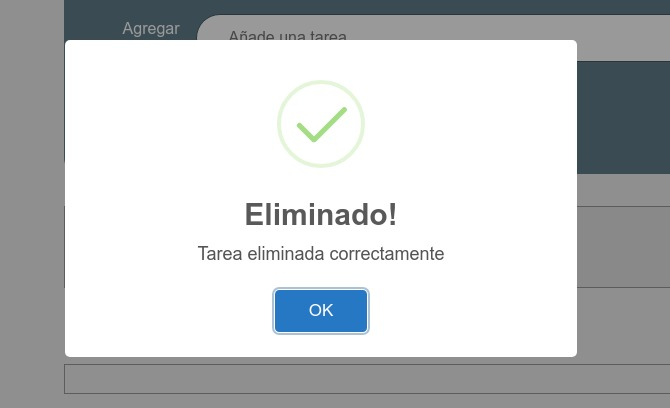 Agregar
Añade una tarea
Eliminado!
Tarea eliminada correctamente
OK